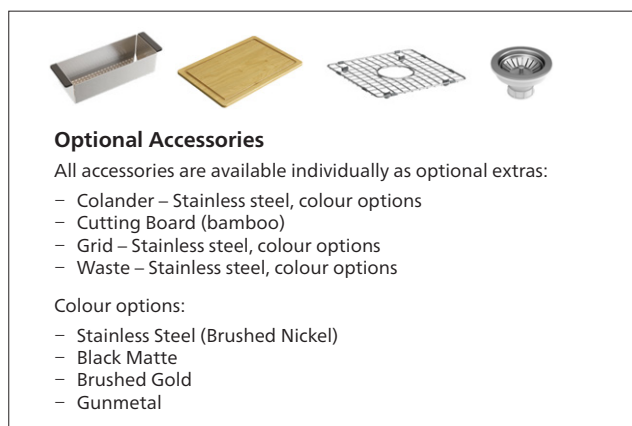 Optional Accessories
All accessories are available individually as optional extras:
– Colander – Stainless steel, colour options
– Cutting Board (bamboo)
– Grid – Stainless steel, colour options
– Waste – Stainless steel, colour options
Colour options:
– Stainless Steel (Brushed Nickel)
– Black Matte
– Brushed Gold
– Gunmetal